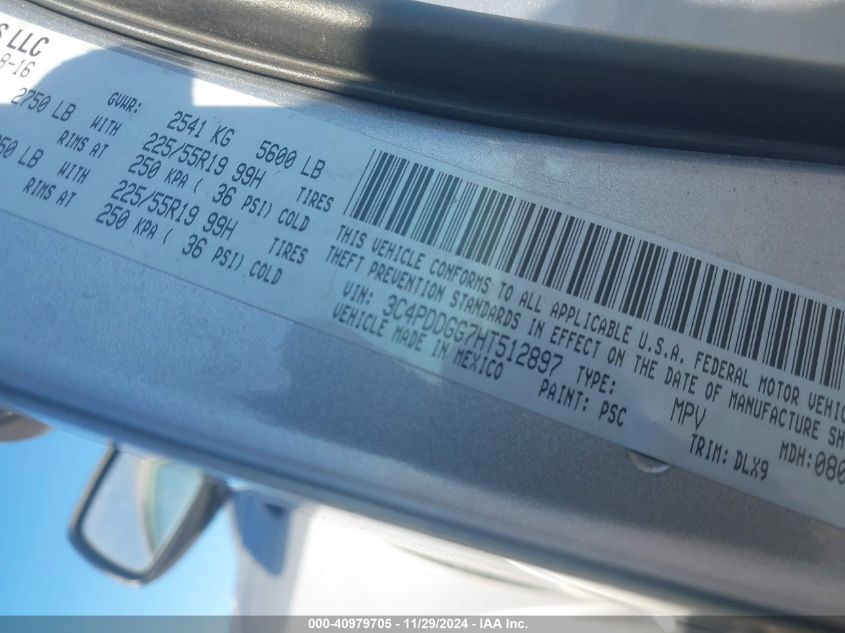 S LLC
8-16
GVWR: 2541 KG 5600 LB
2750 LB WITH 225/55R19 99H TIRES
RIMS AT 250 KPA ( 36 PSI) COLD
50 LB WITH 225/55R19 99H TIRES
RIMS AT 250 KPA ( 36 PSI) COLD
THIS VEHICLE CONFORMS TO ALL APPLICABLE U.S.A. FEDERAL MOTOR VEHIC
THEFT PREVENTION STANDARDS IN EFFECT ON THE DATE OF MANUFACTURE SH
VIN: 3C4PDDGG7HT512897 TYPE: MPV MDH:080
VEHICLE MADE IN MEXICO PAINT: PSC TRIM: DLX9
000-40979705 - 11/29/2024 - © IAA Inc.